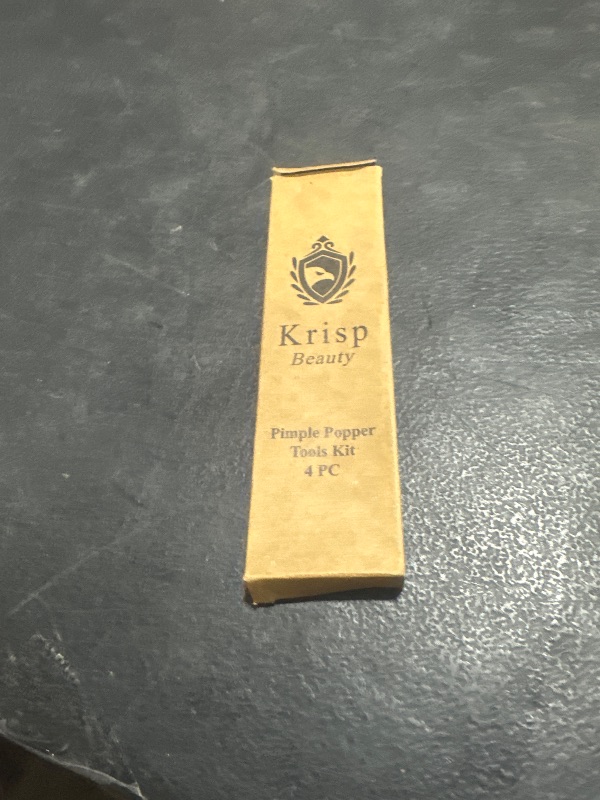 Krisp
Beauty
Pimple Popper
Tools Kit
4 PC